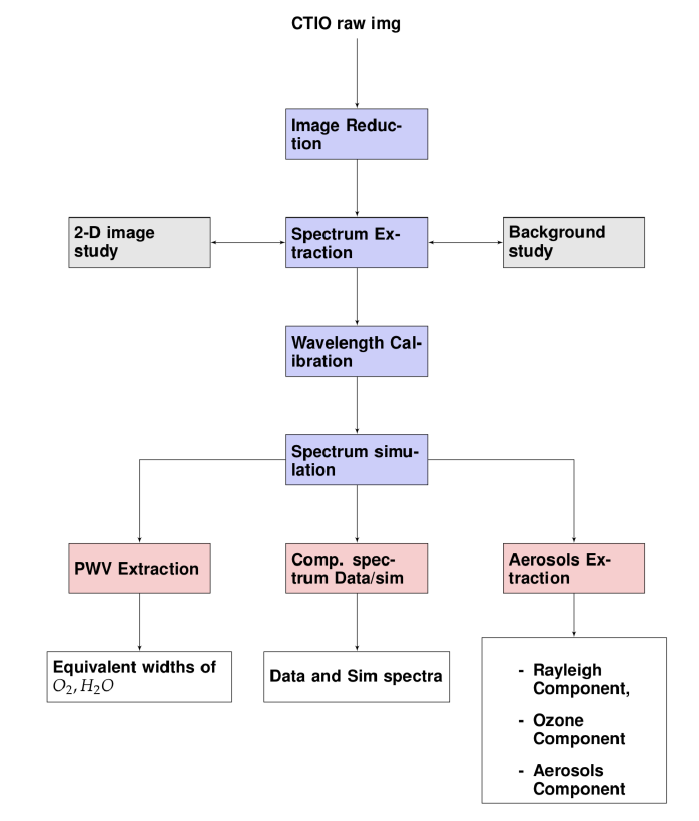 CTIO raw img
Image Reduc-
tion
2-D image
study
Spectrum Ex-
traction
Background
study
Wavelength Cal-
ibration
Spectrum simu-
lation
PWV Extraction
Comp. spec-
trum Data/sim
Aerosols Ex-
traction
Equivalent widths of
O₂, H₂O
Data and Sim spectra
- Rayleigh
Component,
- Ozone
Component
- Aerosols
Component